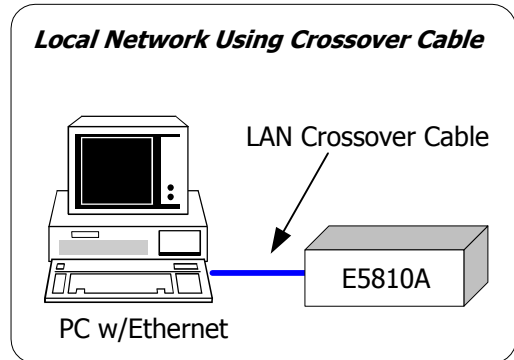 Local Network Using Crossover Cable
LAN Crossover Cable
E5810A
PC w/Ethernet